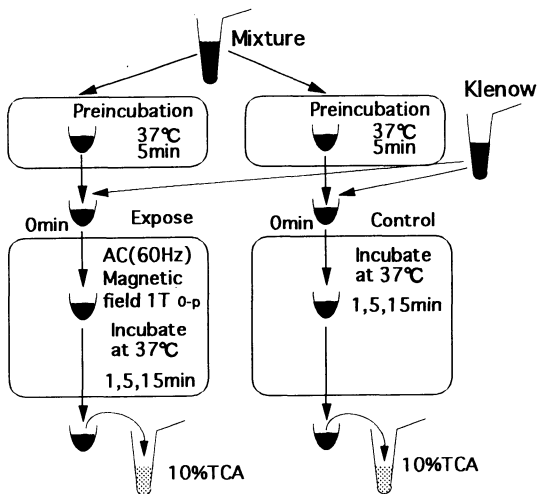 Mixture
Klenow
Preincubation
37℃
5min
Preincubation
37℃
5min
0min
Expose
0min
Control
AC(60Hz)
Magnetic
field 1T 0-p
Incubate
at 37℃
1,5,15min
Incubate
at 37℃
1,5,15min
10%TCA
10%TCA